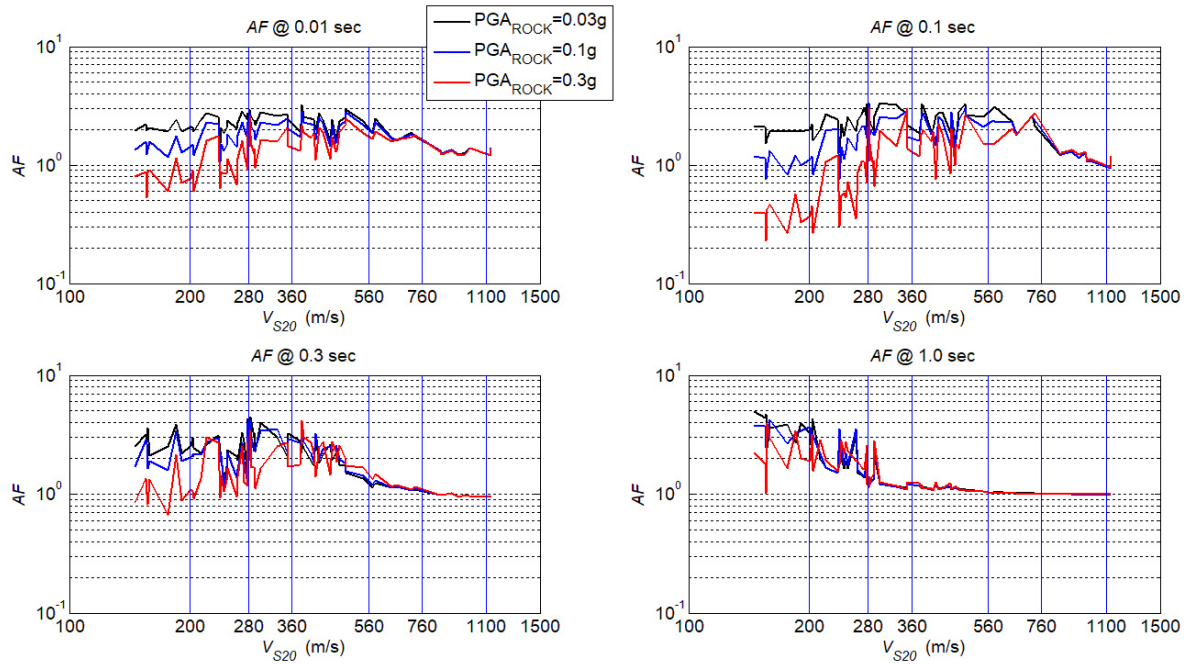 AF @ 0.01 sec
PGA_ROCK=0.03g
PGA_ROCK=0.1g
PGA_ROCK=0.3g
10^1
10^0
10^-1
AF
100 200 280 360 560 760 1100 1500
V_S20 (m/s)
AF @ 0.1 sec
10^1
10^0
10^-1
AF
100 200 280 360 560 760 1100 1500
V_S20 (m/s)
AF @ 0.3 sec
10^1
10^0
10^-1
AF
100 200 280 360 560 760 1100 1500
V_S20 (m/s)
AF @ 1.0 sec
10^1
10^0
10^-1
AF
100 200 280 360 560 760 1100 1500
V_S20 (m/s)